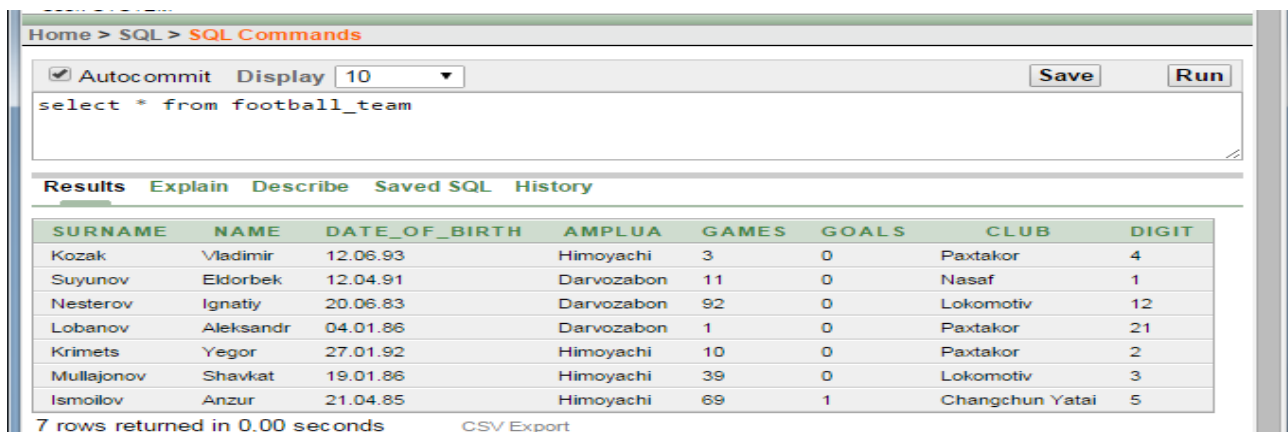 Home > SQL > SQL Commands
Autocommit Display 10 Save Run
select * from football_team
Results Explain Describe Saved SQL History
SURNAME NAME DATE_OF_BIRTH AMPLUA GAMES GOALS CLUB DIGIT
Kozak Vladimir 12.06.93 Himoyachi 3 0 Paxtakor 4
Suyunov Eldorbek 12.04.91 Darvozabon 11 0 Nasaf 1
Nesterov Ignatiy 20.06.83 Darvozabon 92 0 Lokomotiv 12
Lobanov Aleksandr 04.01.86 Darvozabon 1 0 Paxtakor 21
Krimets Yegor 27.01.92 Himoyachi 10 0 Paxtakor 2
Mullajonov Shavkat 19.01.86 Himoyachi 39 0 Lokomotiv 3
Ismoilov Anzur 21.04.85 Himoyachi 69 1 Changchun Yatai 5
7 rows returned in 0.00 seconds CSV Export